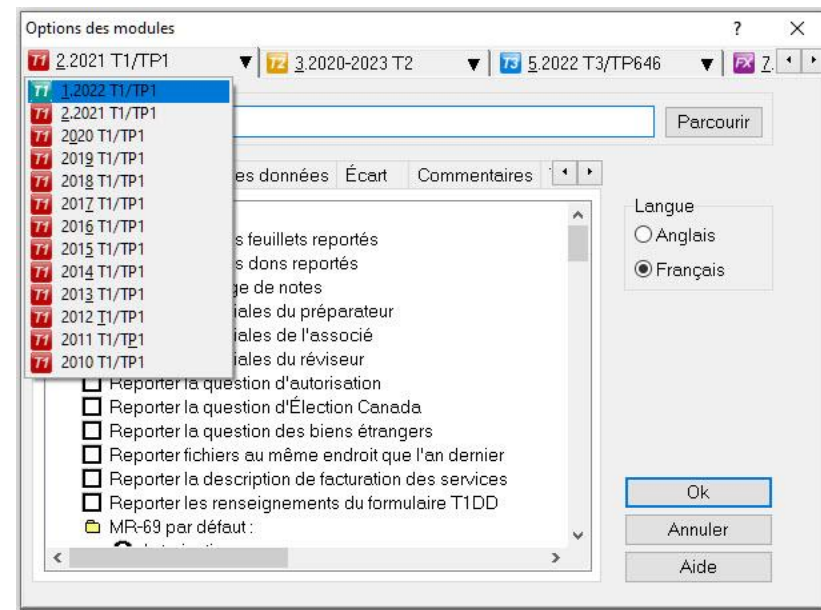 Options des modules
?
T1 2.2021 T1/TP1
T2 3.2020-2023 T2
T3 5.2022 T3/TP646
FX 7.
T1 1.2022 T1/TP1
T1 2.2021 T1/TP1
T1 2020 T1/TP1
T1 2019 T1/TP1
T1 2018 T1/TP1
T1 2017 T1/TP1
T1 2016 T1/TP1
T1 2015 T1/TP1
T1 2014 T1/TP1
T1 2013 T1/TP1
T1 2012 T1/TP1
T1 2011 T1/TP1
T1 2010 T1/TP1
Parcourir
es données
Écart
Commentaires
s feuillets reportés
s dons reportés
ge de notes
iales du préparateur
iales de l'associé
iales du réviseur
Reporter la question d'autorisation
Reporter la question d'Élection Canada
Reporter la question des biens étrangers
Reporter fichiers au même endroit que l'an dernier
Reporter la description de facturation des services
Reporter les renseignements du formulaire T1DD
MR-69 par défaut :
Langue
Anglais
Français
Ok
Annuler
Aide